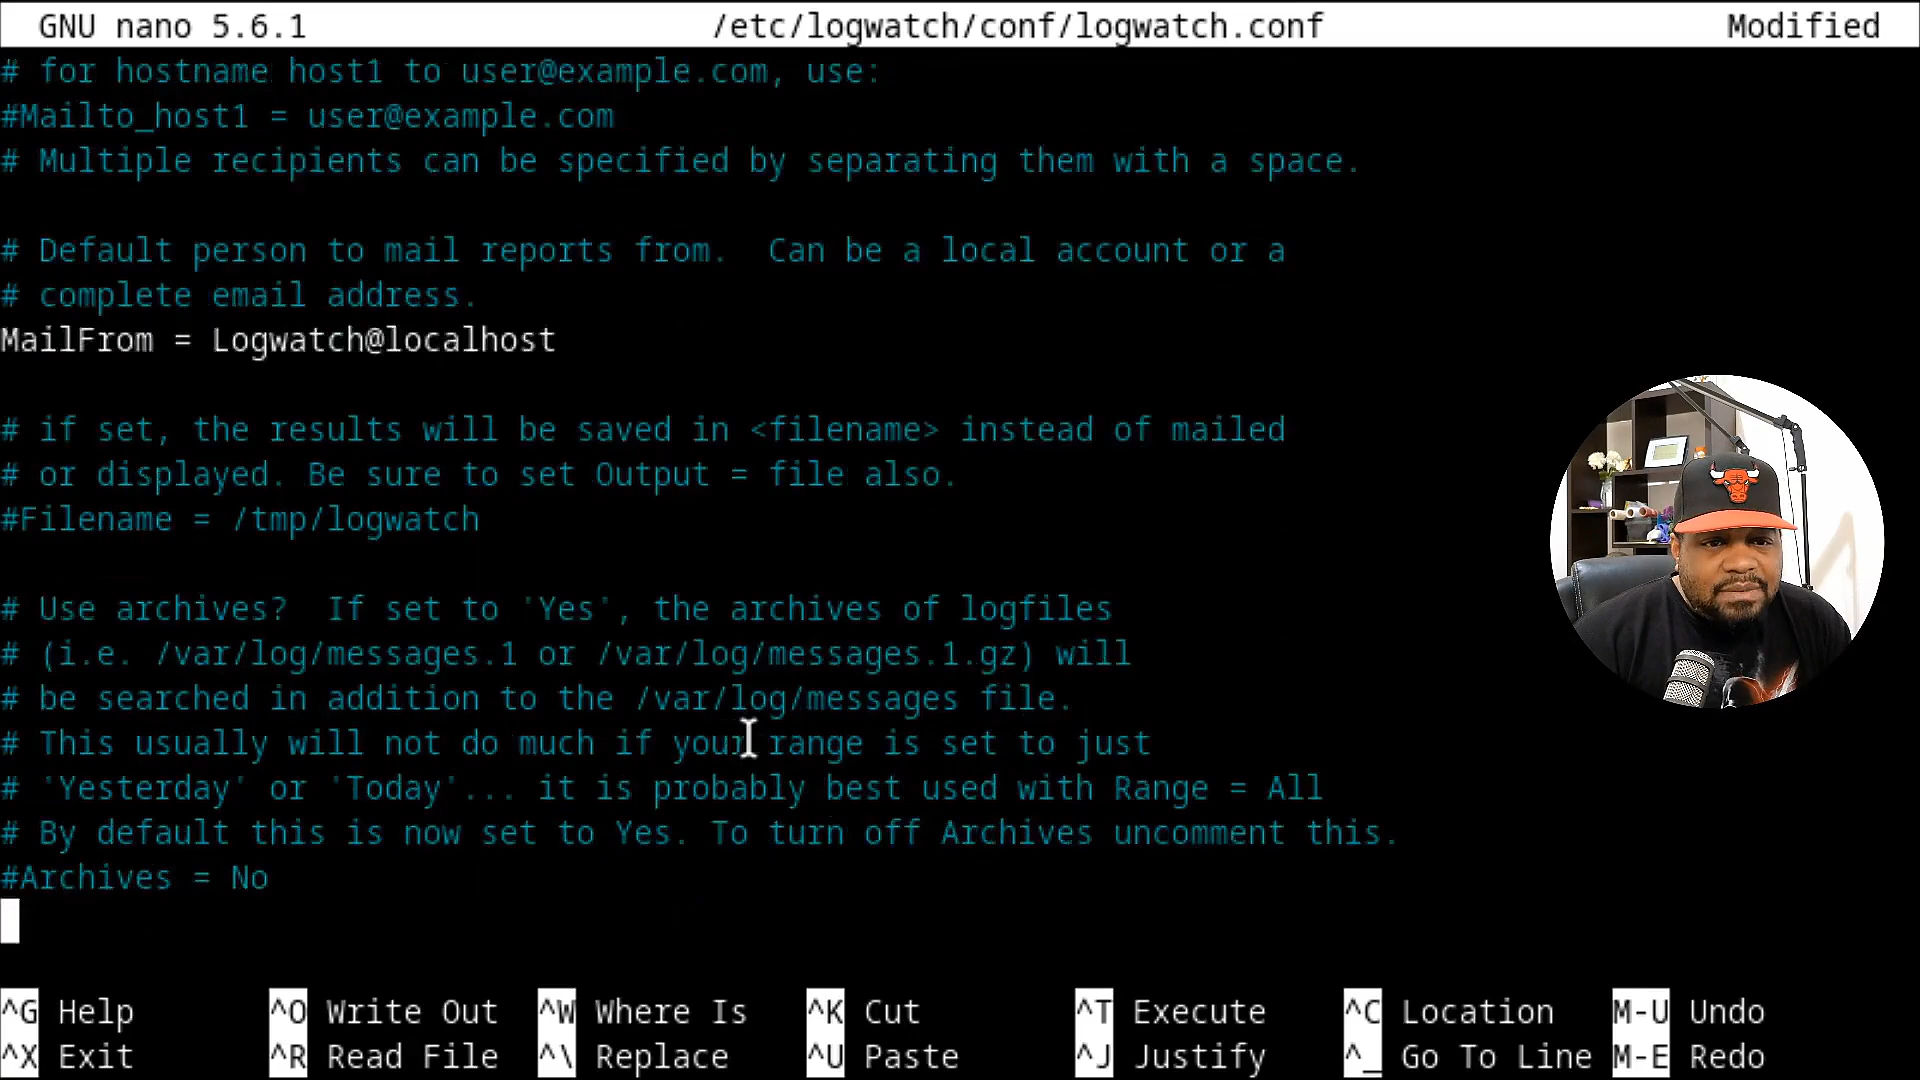 GNU nano 5.6.1 /etc/logwatch/conf/logwatch.conf Modified
# for hostname host1 to user@example.com, use:
#Mailto_host1 = user@example.com
# Multiple recipients can be specified by separating them with a space.
# Default person to mail reports from.  Can be a local account or a
# complete email address.
MailFrom = Logwatch@localhost
# if set, the results will be saved in <filename> instead of mailed
# or displayed. Be sure to set Output = file also.
#Filename = /tmp/logwatch
# Use archives?  If set to 'Yes', the archives of logfiles
# (i.e. /var/log/messages.1 or /var/log/messages.1.gz) will
# be searched in addition to the /var/log/messages file.
# This usually will not do much if your range is set to just
# 'Yesterday' or 'Today'... it is probably best used with Range = All
# By default this is now set to Yes. To turn off Archives uncomment this.
#Archives = No
^G Help ^O Write Out ^W Where Is ^K Cut ^T Execute ^C Location M-U Undo
^X Exit ^R Read File ^\ Replace ^U Paste ^J Justify ^_ Go To Line M-E Redo